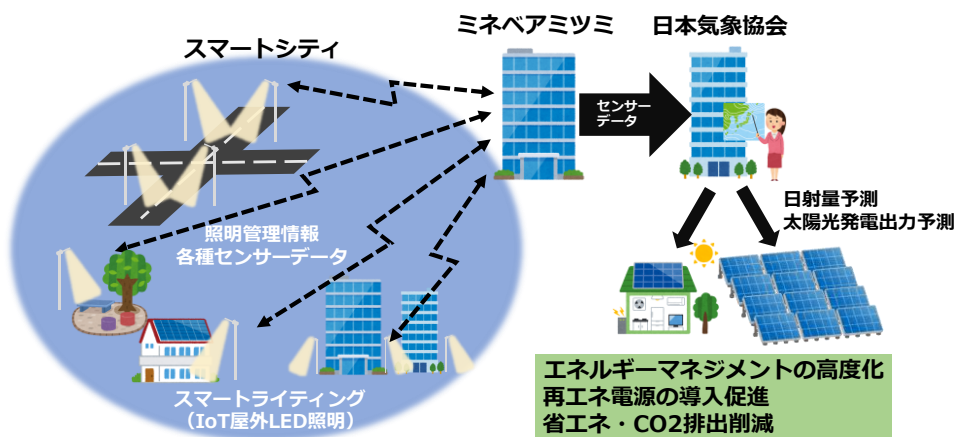 スマートシティ
ミネベアミツミ
日本気象協会
センサー
データ
照明管理情報
各種センサーデータ
日射量予測
太陽光発電出力予測
スマートライティング
（IoT屋外LED照明）
エネルギーマネジメントの高度化
再エネ電源の導入促進
省エネ・CO2排出削減